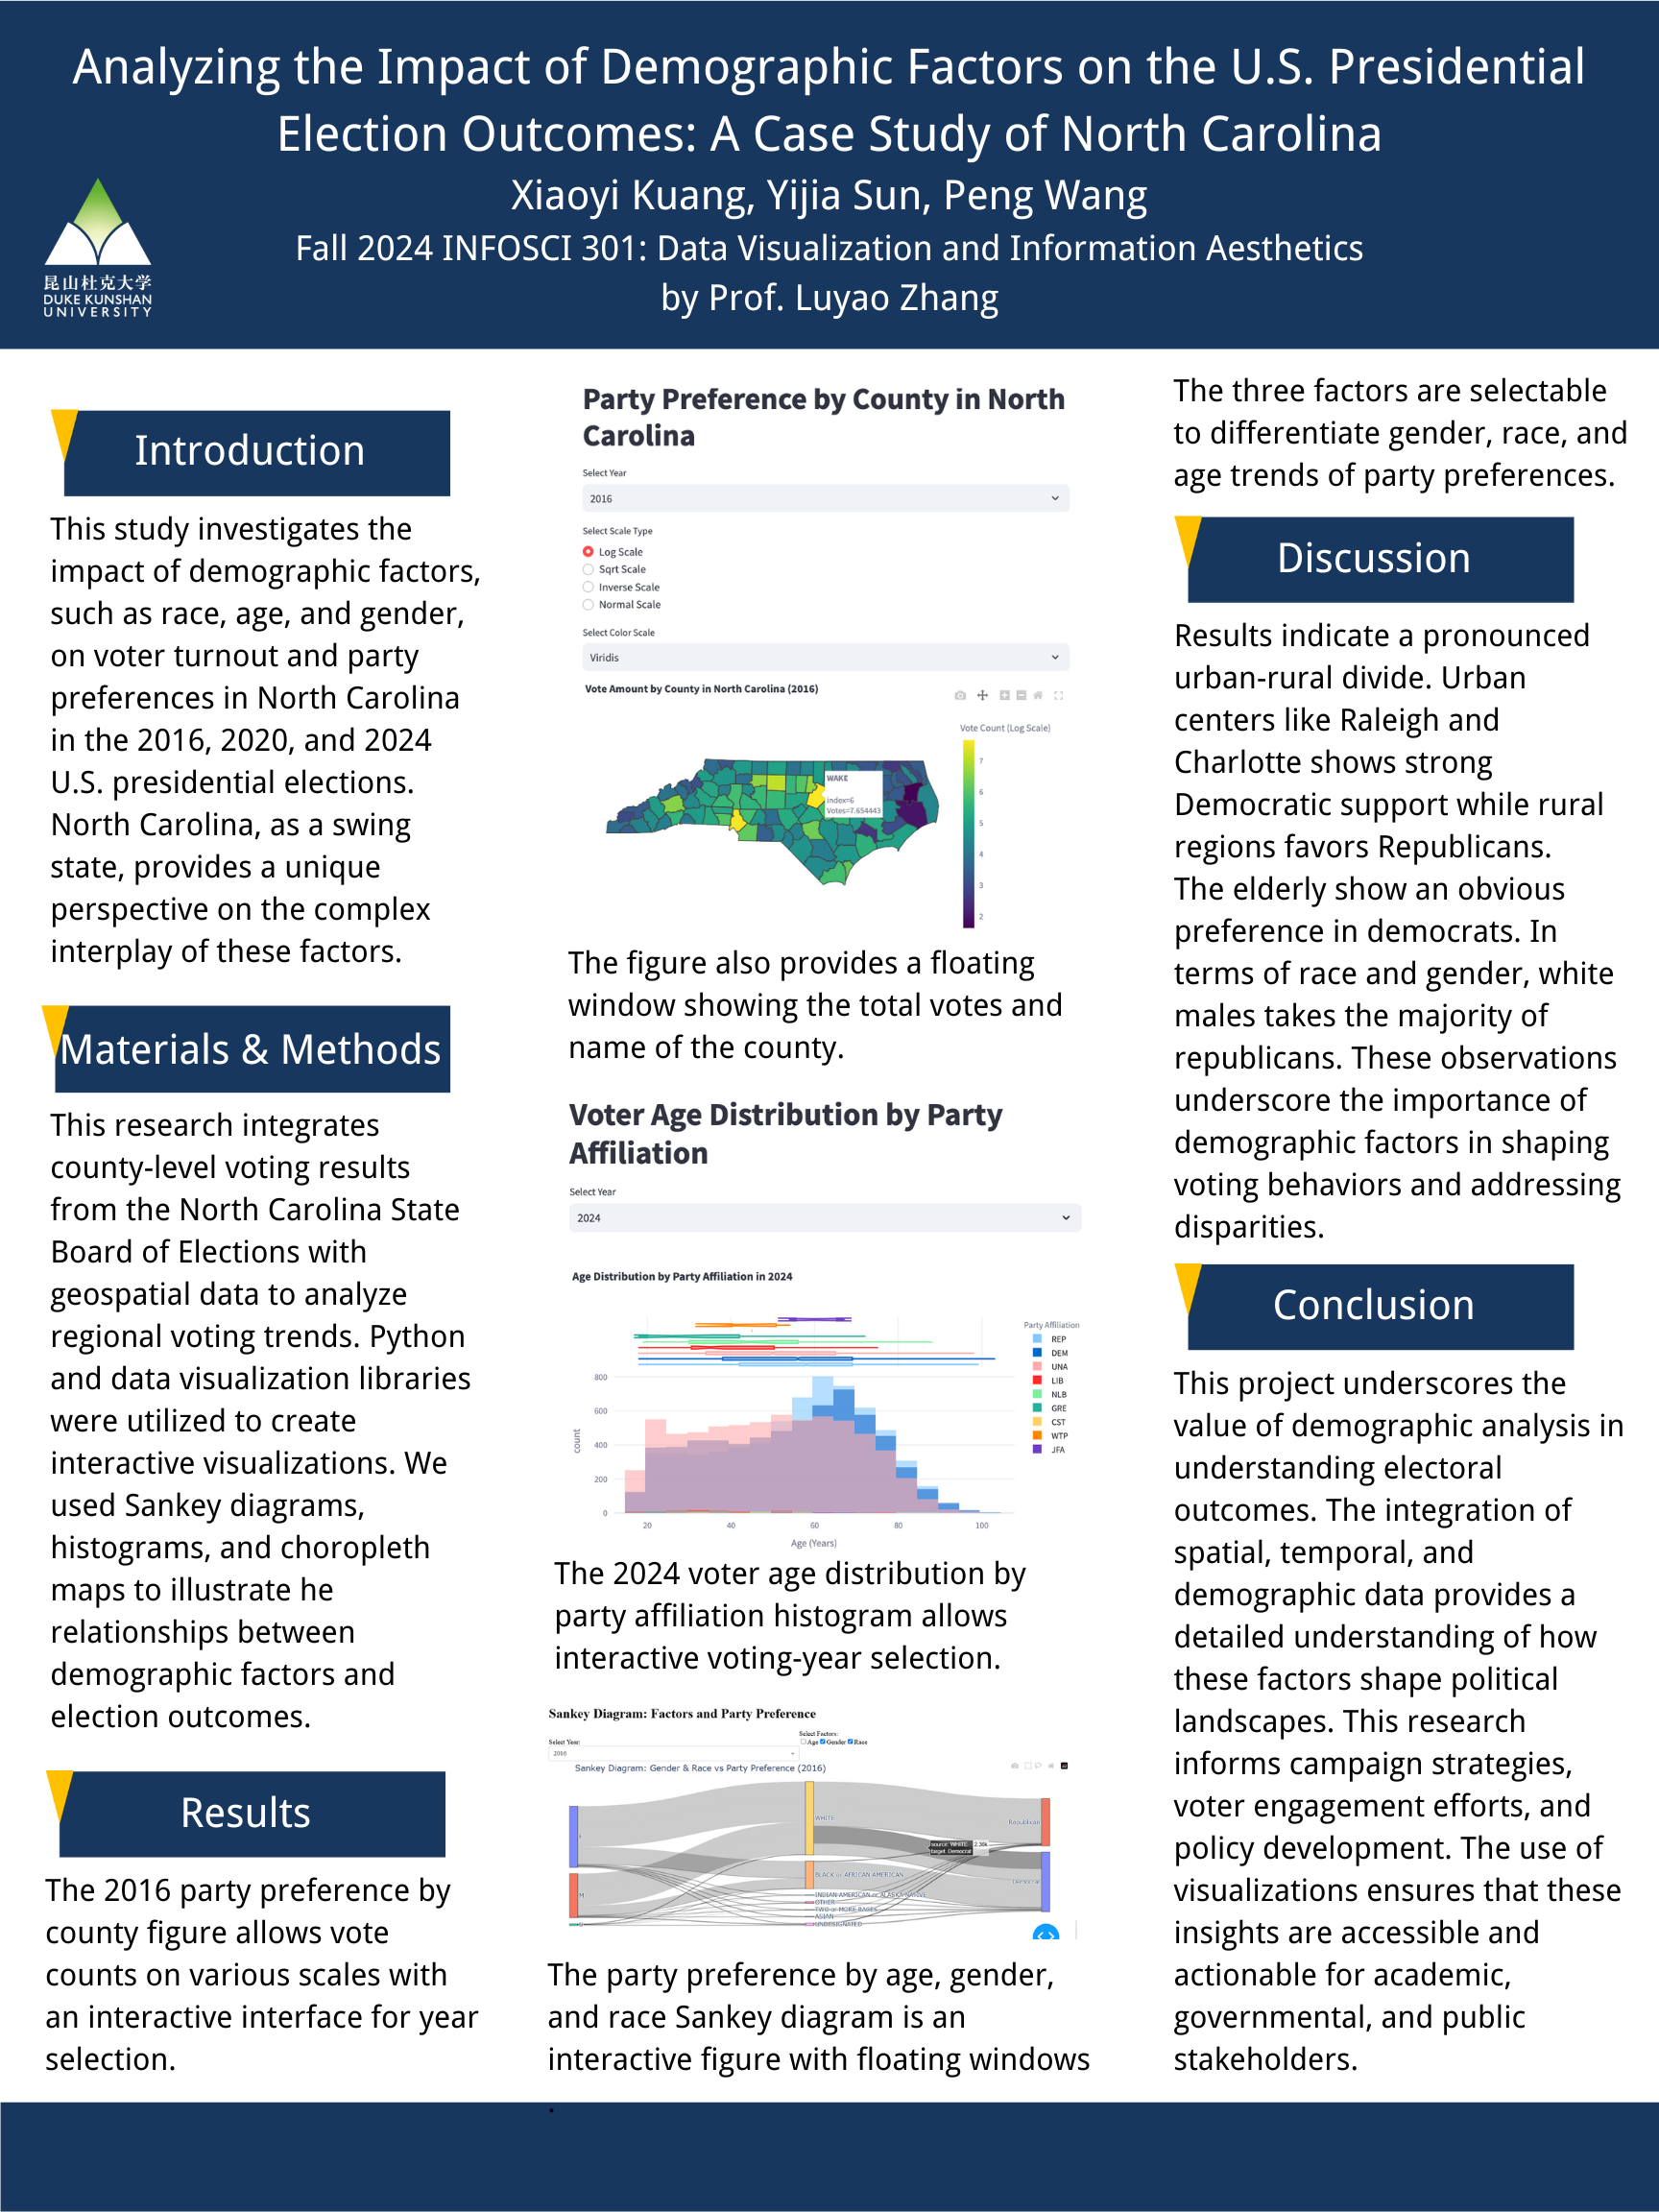 Analyzing the Impact of Demographic Factors on the U.S. Presidential
Election Outcomes: A Case Study of North Carolina
Xiaoyi Kuang, Yijia Sun, Peng Wang
Fall 2024 INFOSCI 301: Data Visualization and Information Aesthetics
by Prof. Luyao Zhang
昆山杜克大学
DUKE KUNSHAN
UNIVERSITY
Introduction
This study investigates the
impact of demographic factors,
such as race, age, and gender,
on voter turnout and party
preferences in North Carolina
in the 2016, 2020, and 2024
U.S. presidential elections.
North Carolina, as a swing
state, provides a unique
perspective on the complex
interplay of these factors.
Materials & Methods
This research integrates
county-level voting results
from the North Carolina State
Board of Elections with
geospatial data to analyze
regional voting trends. Python
and data visualization libraries
were utilized to create
interactive visualizations. We
used Sankey diagrams,
histograms, and choropleth
maps to illustrate he
relationships between
demographic factors and
election outcomes.
Results
The 2016 party preference by
county figure allows vote
counts on various scales with
an interactive interface for year
selection.
Party Preference by County in North
Carolina
Select Year
2016
Select Scale Type
Log Scale
Sqrt Scale
Inverse Scale
Normal Scale
Select Color Scale
Viridis
Vote Amount by County in North Carolina (2016)
Vote Count (Log Scale)
7
6
5
4
3
2
WAKE
index=6
Votes=7.654443
The figure also provides a floating
window showing the total votes and
name of the county.
Voter Age Distribution by Party
Affiliation
Select Year
2024
Age Distribution by Party Affiliation in 2024
Party Affiliation
REP
DEM
UNA
LIB
NLB
GRE
CST
WTP
JFA
800
600
400
200
0
count
20 40 60 80 100
Age (Years)
The 2024 voter age distribution by
party affiliation histogram allows
interactive voting-year selection.
Sankey Diagram: Factors and Party Preference
Select Factors:
Age Gender Race
Select Year:
2016
Sankey Diagram: Gender & Race vs Party Preference (2016)
WHITE
Republican
source: WHITE
target: Democrat
BLACK or AFRICAN AMERICAN
Democrat
M
INDIAN AMERICAN or ALASKA NATIVE
OTHER
TWO or MORE RACES
ASIAN
UNDESIGNATED
The party preference by age, gender,
and race Sankey diagram is an
interactive figure with floating windows
.
The three factors are selectable
to differentiate gender, race, and
age trends of party preferences.
Discussion
Results indicate a pronounced
urban-rural divide. Urban
centers like Raleigh and
Charlotte shows strong
Democratic support while rural
regions favors Republicans.
The elderly show an obvious
preference in democrats. In
terms of race and gender, white
males takes the majority of
republicans. These observations
underscore the importance of
demographic factors in shaping
voting behaviors and addressing
disparities.
Conclusion
This project underscores the
value of demographic analysis in
understanding electoral
outcomes. The integration of
spatial, temporal, and
demographic data provides a
detailed understanding of how
these factors shape political
landscapes. This research
informs campaign strategies,
voter engagement efforts, and
policy development. The use of
visualizations ensures that these
insights are accessible and
actionable for academic,
governmental, and public
stakeholders.